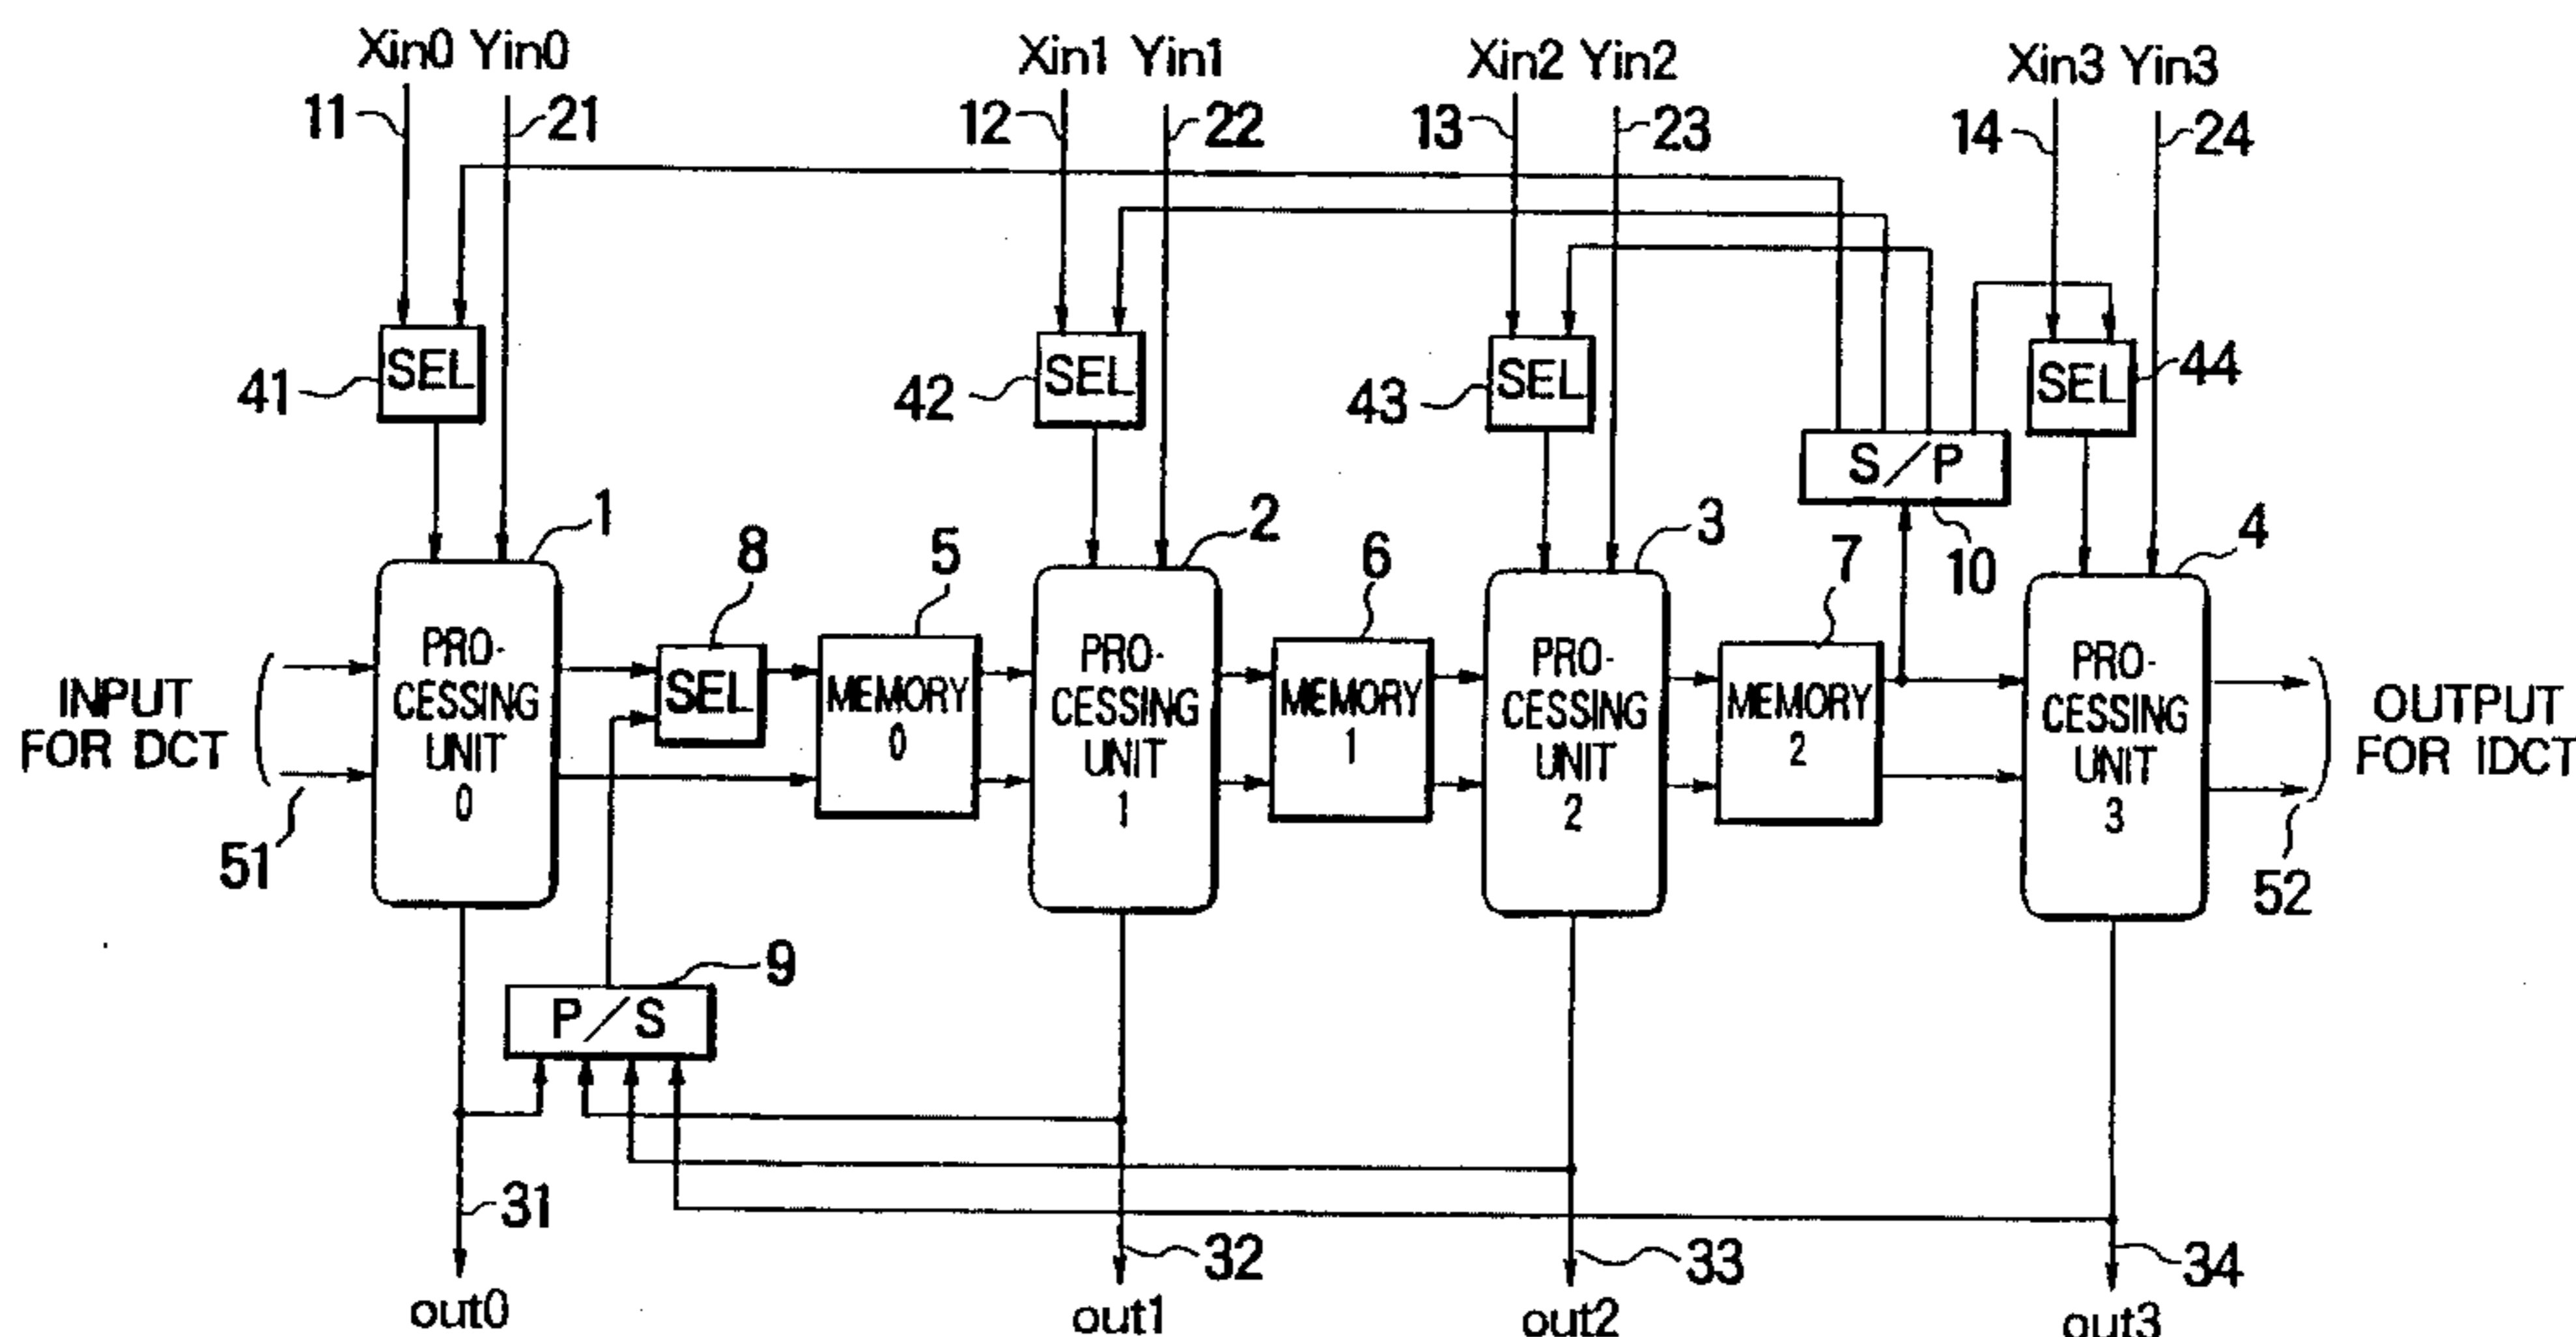 Xin0 Yin0
Xin1 Yin1
Xin2 Yin2
Xin3 Yin3
11
21
12
22
13
23
14
24
41
SEL
42
SEL
43
SEL
SEL
44
S/P
10
1
8
5
2
6
3
7
4
INPUT
FOR DCT
51
PRO-
CESSING
UNIT
0
SEL
MEMORY
0
PRO-
CESSING
UNIT
1
MEMORY
1
PRO-
CESSING
UNIT
2
MEMORY
2
PRO-
CESSING
UNIT
3
OUTPUT
FOR IDCT
52
9
P/S
31
32
33
34
out0
out1
out2
out3